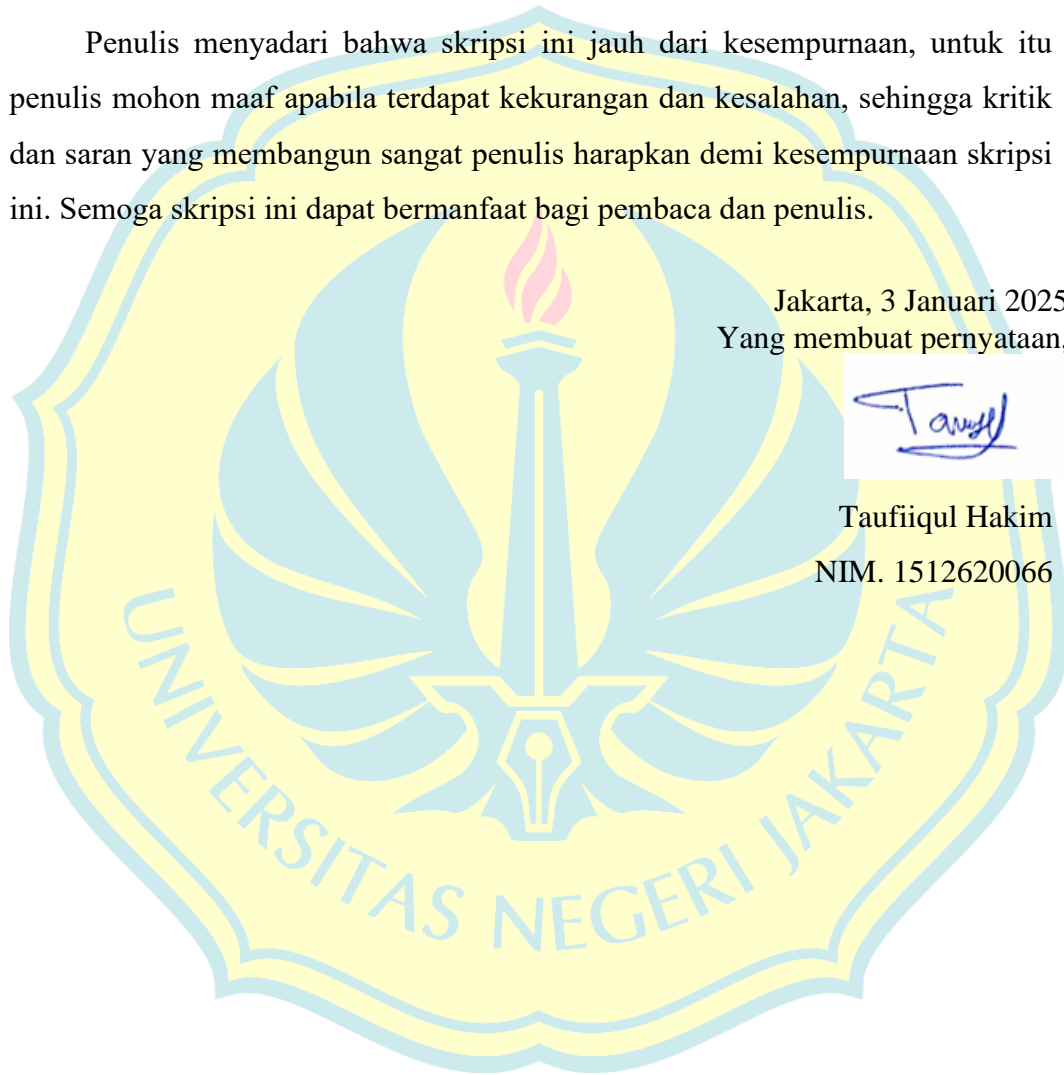 Penulis menyadari bahwa skripsi ini jauh dari kesempurnaan, untuk itu
penulis mohon maaf apabila terdapat kekurangan dan kesalahan, sehingga kritik
dan saran yang membangun sangat penulis harapkan demi kesempurnaan skripsi
ini. Semoga skripsi ini dapat bermanfaat bagi pembaca dan penulis.
Jakarta, 3 Januari 2025
Yang membuat pernyataan,
Taufiiqul Hakim
NIM. 1512620066
UNIVERSITAS NEGERI JAKARTA